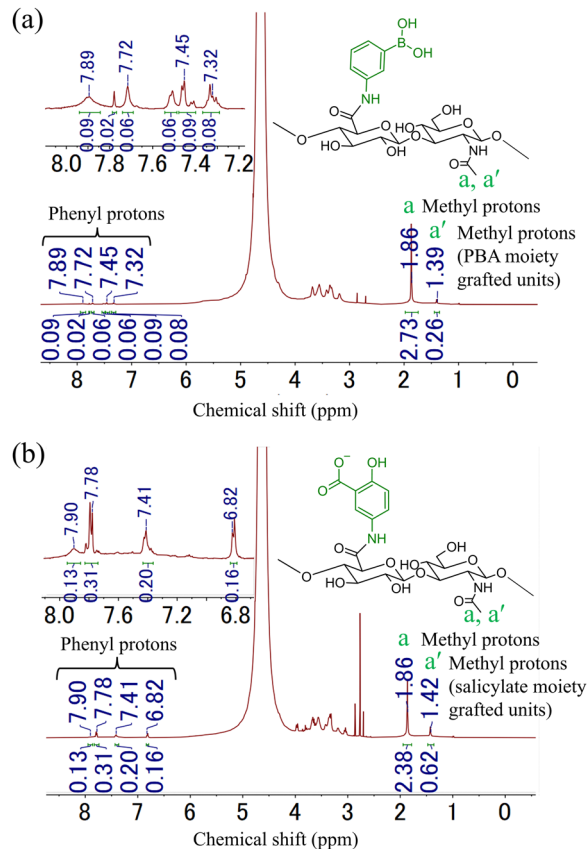 (a)
7.89
7.72
7.45
7.32
0.09
0.02
0.06
0.06
0.09
0.08
8.0 7.8 7.6 7.4 7.2
HO
B
OH
NH
O
O
O
HO
OH
O
HO
HO
O
O
NH
O
a, a′
a Methyl protons
a′ Methyl protons
(PBA moiety
grafted units)
Phenyl protons
7.89
7.72
7.45
7.32
1.86
1.39
0.09
0.02
0.06
0.06
0.09
0.08
2.73
0.26
8 7 6 5 4 3 2 1 0
Chemical shift (ppm)
(b)
7.90
7.78
7.41
6.82
0.13
0.31
0.20
0.16
8.0 7.6 7.2 6.8
O⁻
OH
O
NH
O
O
O
HO
OH
O
HO
HO
O
O
NH
O
a, a′
a Methyl protons
a′ Methyl protons
(salicylate moiety
grafted units)
Phenyl protons
7.90
7.78
7.41
6.82
1.86
1.42
0.13
0.31
0.20
0.16
2.38
0.62
8 7 6 5 4 3 2 1 0
Chemical shift (ppm)